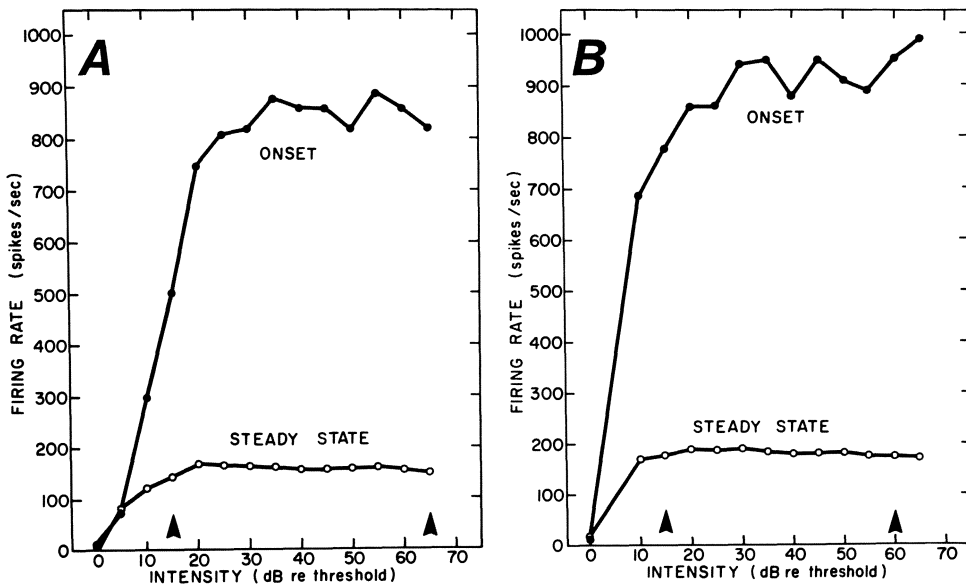 A
1000
900
800
700
600
500
400
300
200
100
0
FIRING RATE (spikes/sec)
ONSET
STEADY STATE
0 10 20 30 40 50 60 70
INTENSITY (dB re threshold)
B
1000
900
800
700
600
500
400
300
200
100
0
FIRING RATE (spikes/sec)
ONSET
STEADY STATE
0 10 20 30 40 50 60 70
INTENSITY (dB re threshold)